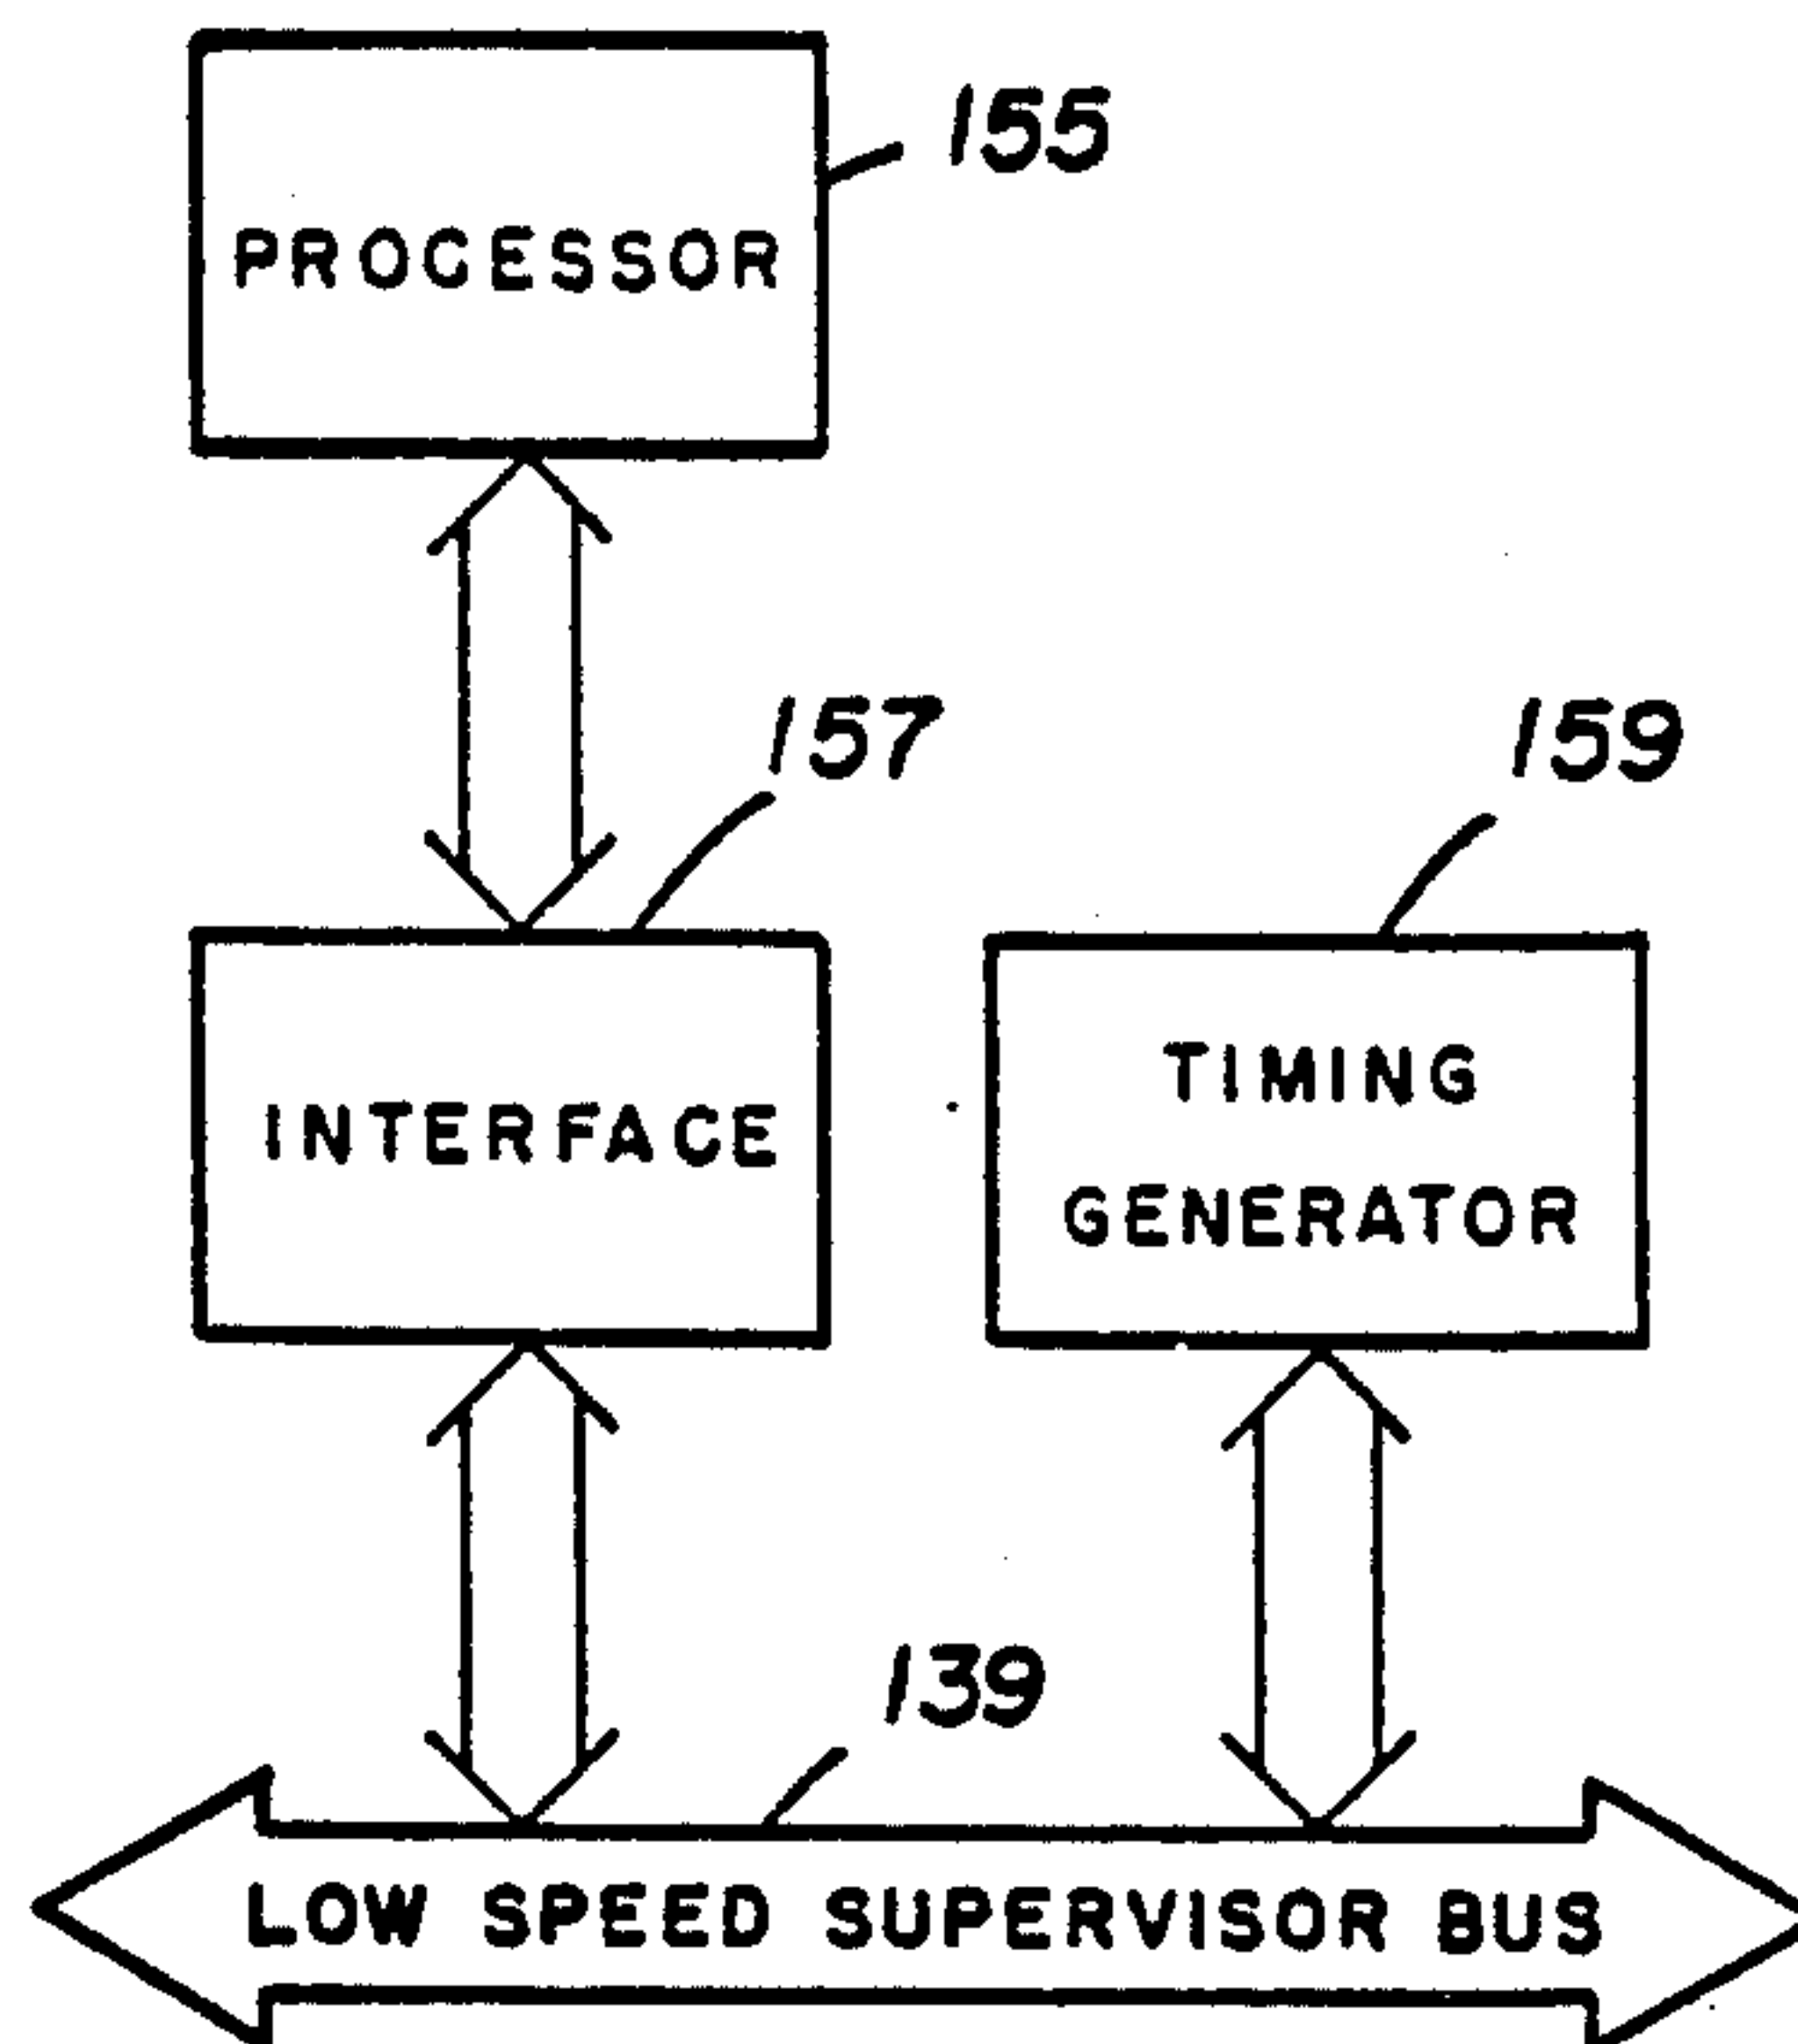 155
PROCESSOR
157
159
INTERFACE
TIMING
GENERATOR
139
LOW SPEED SUPERVISOR BUS